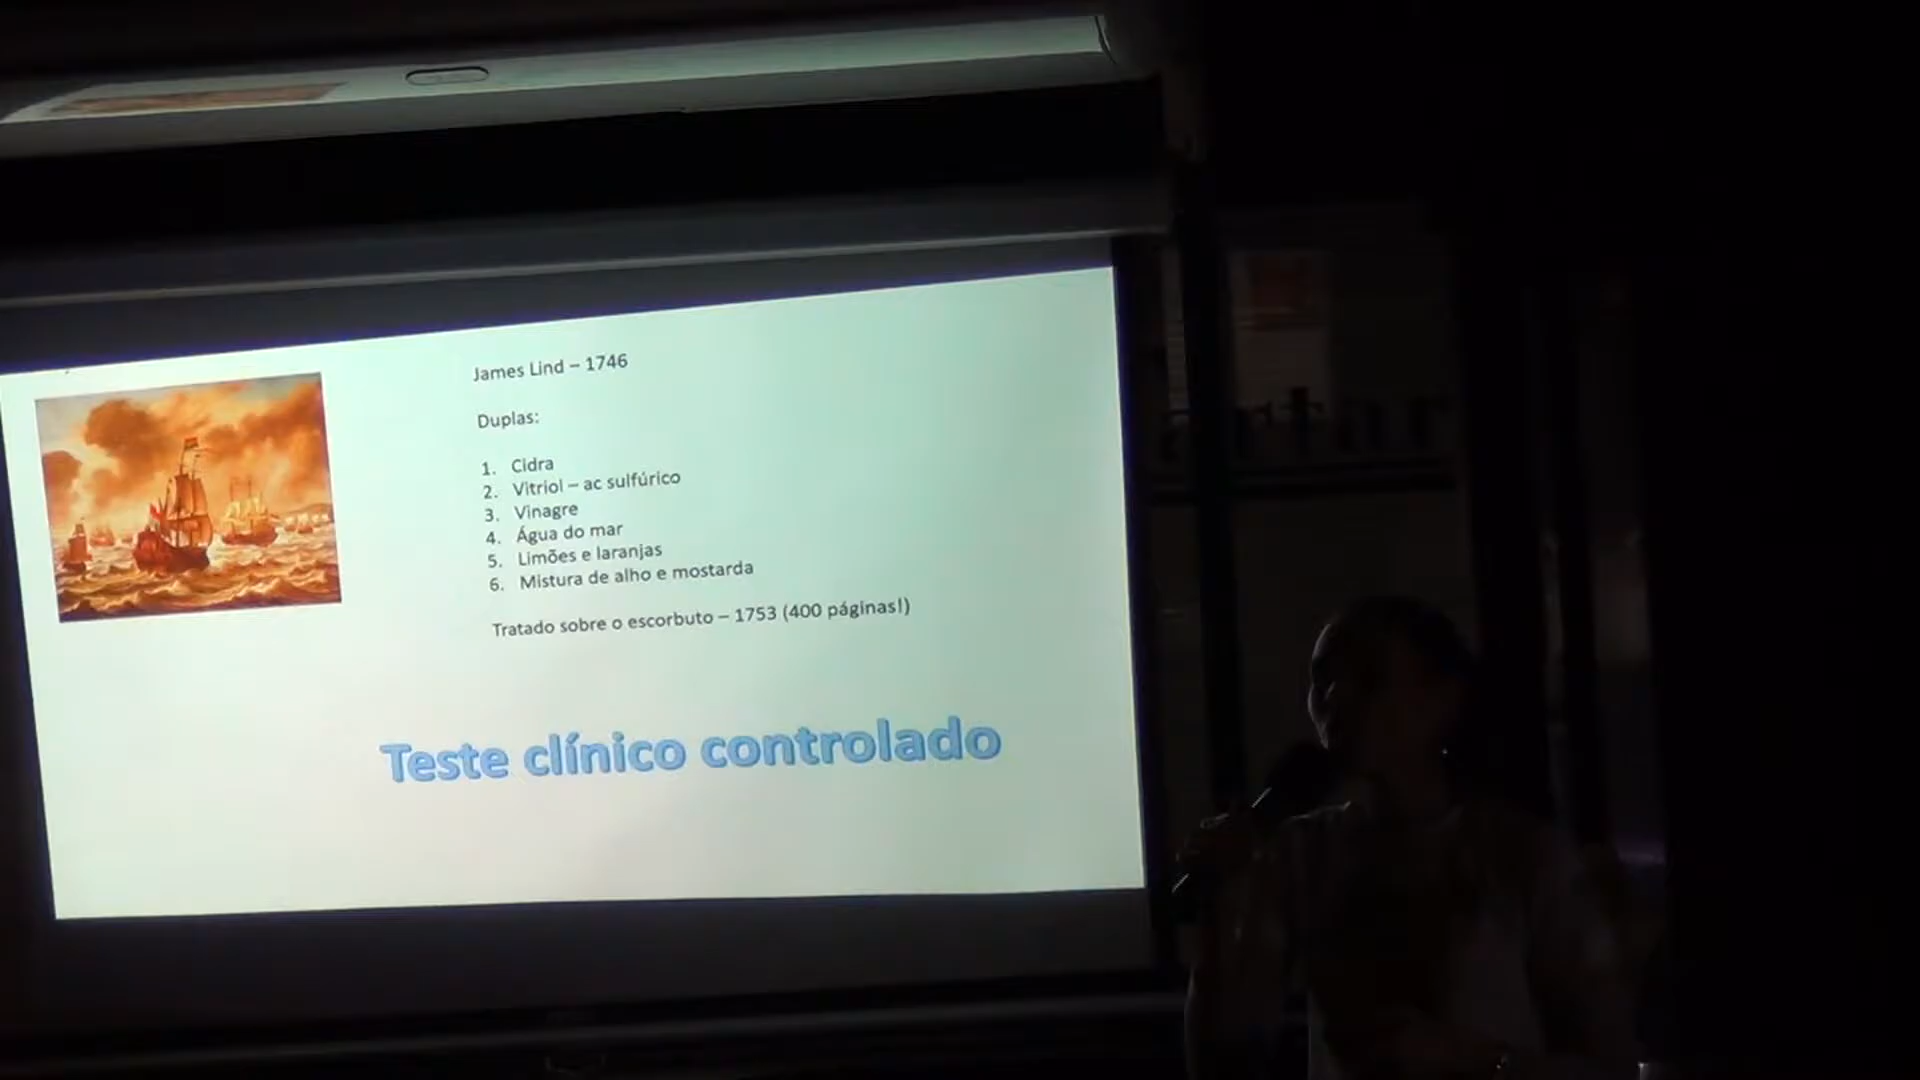 James Lind – 1746
Duplas:
1. Cidra
2. Vitriol – ac sulfúrico
3. Vinagre
4. Água do mar
5. Limões e laranjas
6. Mistura de alho e mostarda
Tratado sobre o escorbuto – 1753 (400 páginas!)
Teste clínico controlado